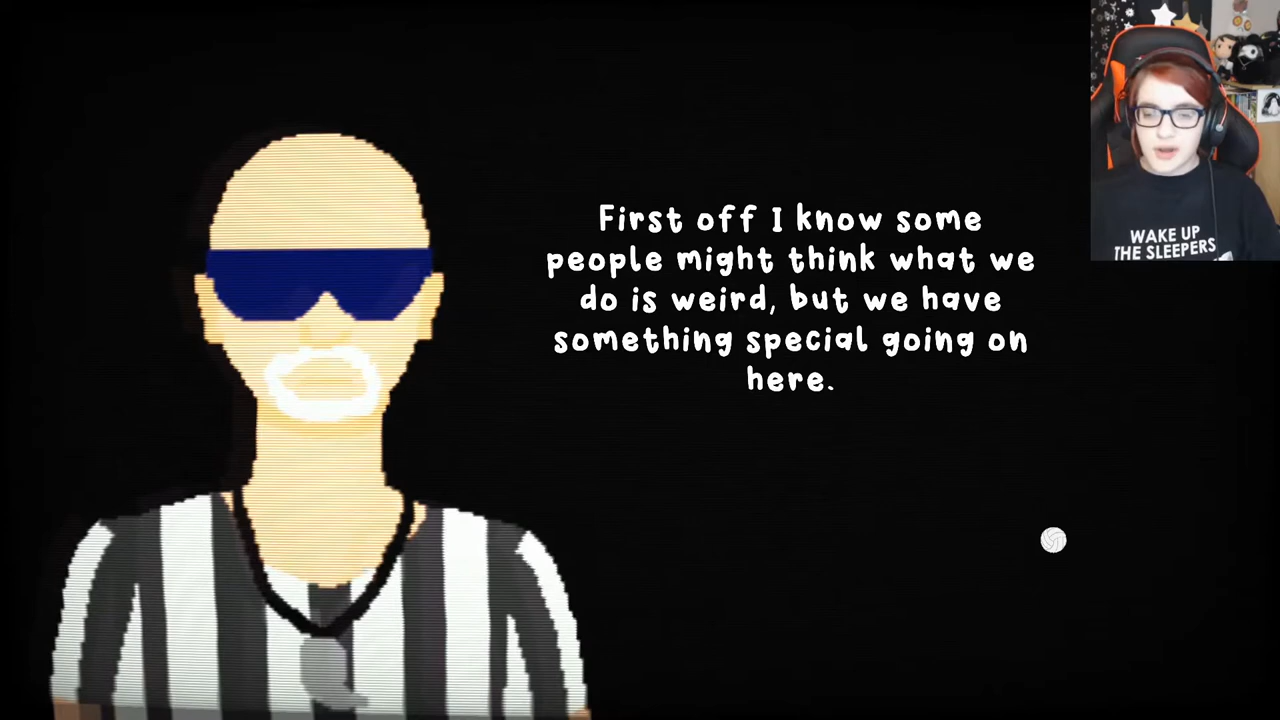 First off I know some
people might think what we
do is weird, but we have
something special going on
here.
WAKE UP
THE SLEEPERS